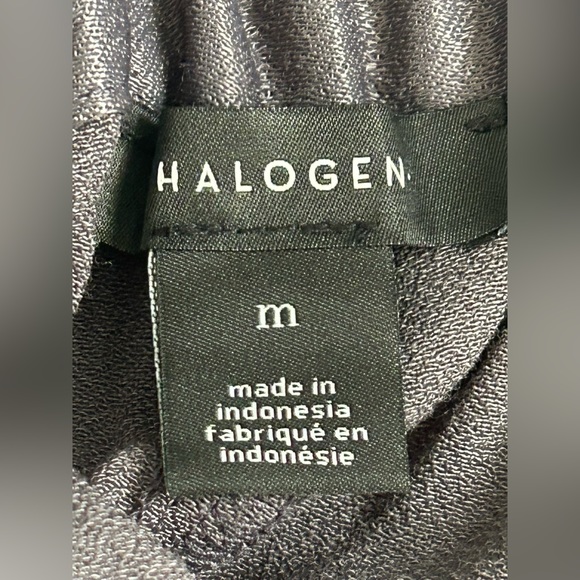 HALOGEN
m
made in
indonesia
fabriqué en
indonésie